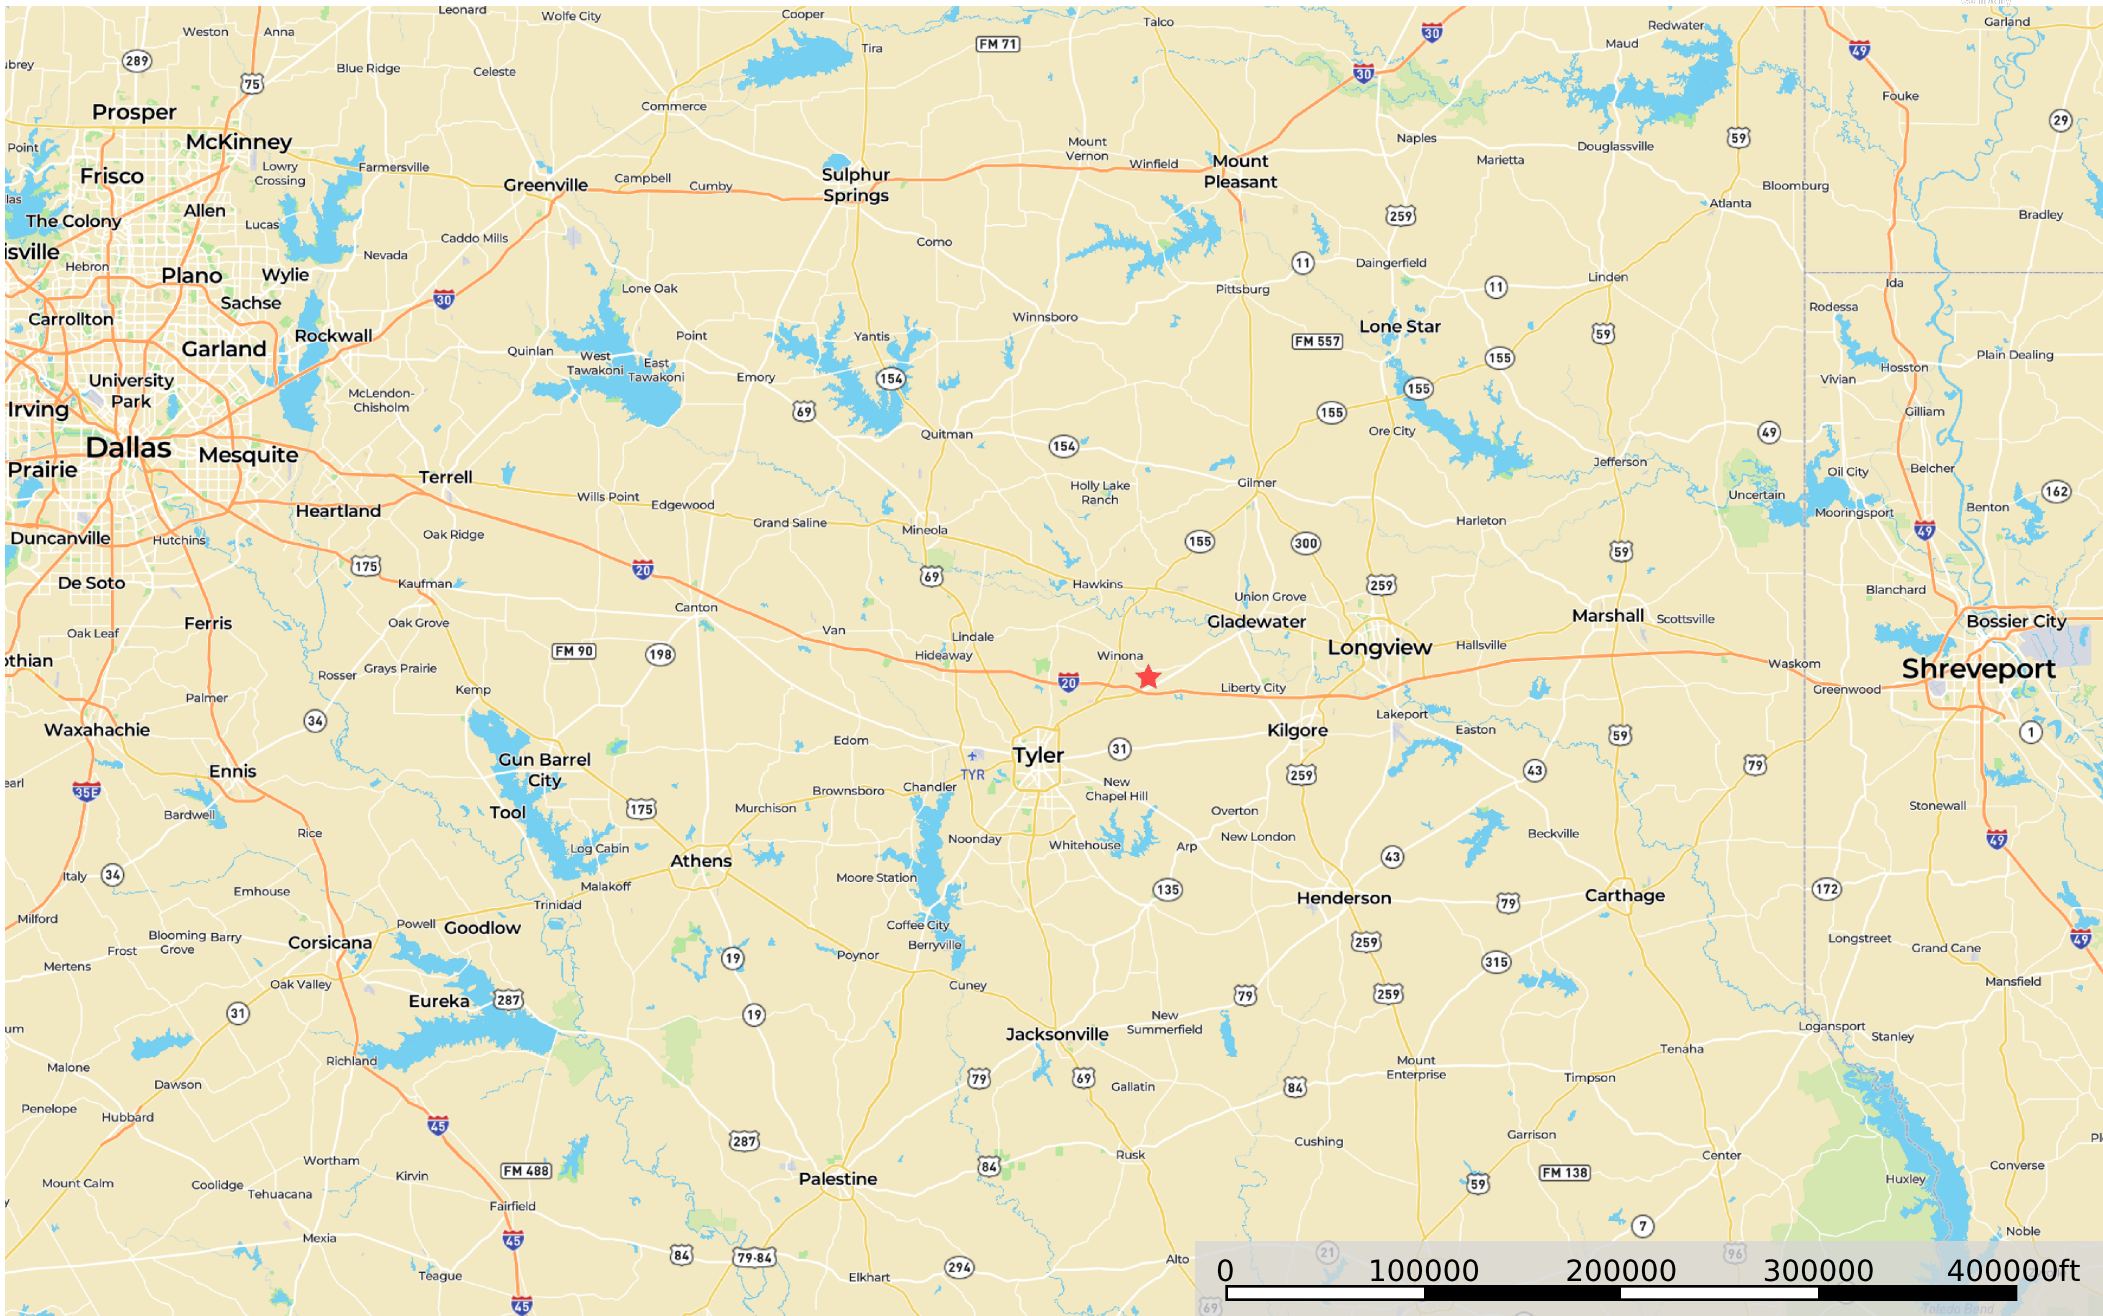 Leonard
Wolfe City
Cooper
Talco
Redwater
Garland
Weston
Anna
Tira
FM 71
30
Maud
49
ubrey
289
75
Blue Ridge
Celeste
30
Commerce
Fouke
Prosper
29
McKinney
Point
Lowry
Crossing
Farmersville
Mount
Vernon
Winfield
Mount
Pleasant
Naples
Marietta
Douglassville
59
Frisco
Greenville
Campbell
Cumby
Sulphur
Springs
Bloomburg
las
Allen
The Colony
Lucas
259
Atlanta
Bradley
isville
Hebron
Nevada
Caddo Mills
Como
11
Daingerfield
Plano
Wylie
Linden
Ida
Sachse
30
Lone Oak
Pittsburg
11
Rodessa
Carrollton
Rockwall
Winnsboro
Lone Star
59
Garland
Quinlan
West
Tawakoni
East
Tawakoni
Point
Yantis
FM 557
155
Plain Dealing
Hosston
University
Park
Emory
154
155
Vivian
McLendon-
Chisholm
Irving
69
155
Ore City
Gilliam
Dallas
Mesquite
Quitman
154
49
Prairie
Terrell
Jefferson
Oil City
Belcher
Wills Point
Edgewood
Holly Lake
Ranch
Gilmer
Uncertain
162
Heartland
Grand Saline
Mineola
Harleton
Mooringsport
Benton
Duncanville
Hutchins
Oak Ridge
155
300
49
175
20
59
De Soto
Kaufman
69
Hawkins
259
Blanchard
Canton
Union Grove
Oak Leaf
Ferris
Oak Grove
Van
Lindale
Gladewater
Marshall
Scottsville
Bossier City
othian
FM 90
198
Hideaway
Winona
Longview
Hallsville
Rosser
Grays Prairie
Waskom
Shreveport
Palmer
Kemp
20
Liberty City
Greenwood
Waxahachie
34
Lakeport
Kilgore
Easton
59
1
Edom
Tyler
31
Ennis
Gun Barrel
City
TYR
259
43
79
earl
35E
Brownsboro
Chandler
New
Chapel Hill
Bardwell
Tool
175
Murchison
Overton
Stonewall
Rice
Noonday
Whitehouse
Arp
New London
Beckville
49
Log Cabin
Athens
43
Italy
34
Malakoff
Moore Station
135
172
Emhouse
Trinidad
Henderson
79
Carthage
Milford
Powell
Goodlow
Coffee City
Blooming
Grove
Barry
Corsicana
Berryville
259
Longstreet
Grand Cane
49
Frost
19
Poynor
315
Mertens
Oak Valley
Cuney
79
259
Mansfield
Eureka
287
31
19
um
Jacksonville
New
Summerfield
Logansport
Stanley
Malone
Richland
Mount
Enterprise
Tenaha
Dawson
79
69
Gallatin
84
Timpson
Penelope
Hubbard
45
287
Cushing
Garrison
Pl
Wortham
Rusk
Center
Mount Calm
Coolidge
Tehuacana
Kirvin
FM 488
Palestine
84
59
FM 138
Huxley
Converse
Fairfield
7
Mexia
45
84
79-84
Alto
21
96
Noble
Teague
294
Elkhart
0 100000 200000 300000 400000ft
45
69
Toledo Bend